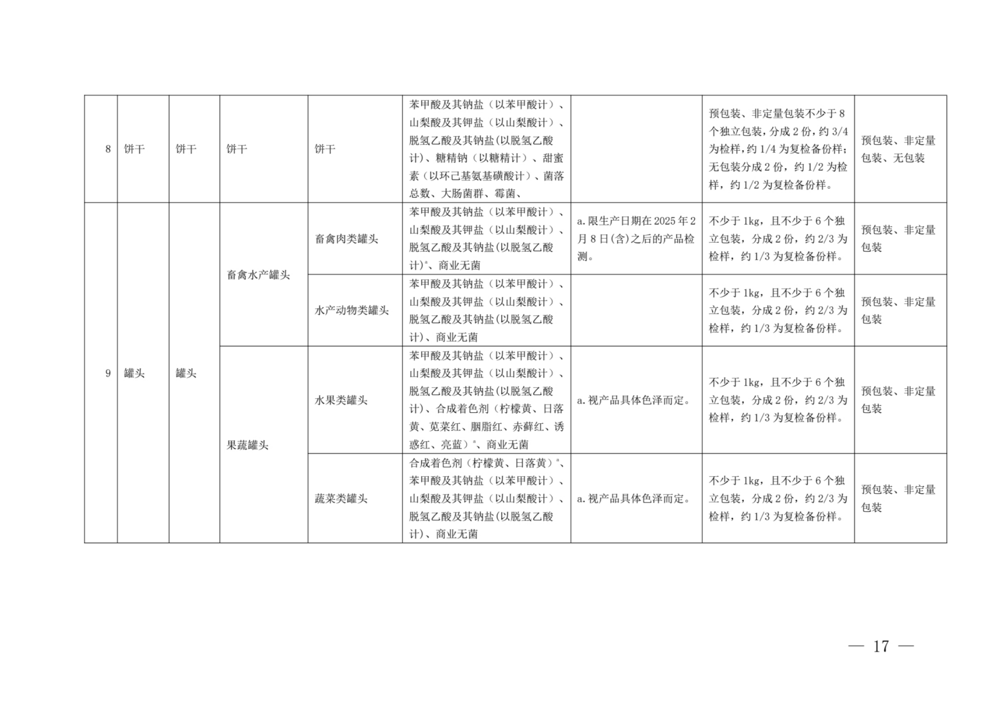 8
饼干
饼干
饼干
饼干
苯甲酸及其钠盐（以苯甲酸计）、
山梨酸及其钾盐（以山梨酸计）、
脱氢乙酸及其钠盐(以脱氢乙酸
计)、糖精钠（以糖精计）、甜蜜
素（以环己基氨基磺酸计）、菌落
总数、大肠菌群、霉菌、
预包装、非定量包装不少于 8
个独立包装，分成 2 份，约 3/4
为检样，约 1/4 为复检备份样；
无包装分成 2 份，约 1/2 为检
样，约 1/2 为复检备份样。
预包装、非定量
包装、无包装
9
罐头
罐头
畜禽水产罐头
畜禽肉类罐头
苯甲酸及其钠盐（以苯甲酸计）、
山梨酸及其钾盐（以山梨酸计）、
脱氢乙酸及其钠盐(以脱氢乙酸
计)ª、商业无菌
a.限生产日期在 2025 年 2
月 8 日(含)之后的产品检
测。
不少于 1kg，且不少于 6 个独
立包装，分成 2 份，约 2/3 为
检样，约 1/3 为复检备份样。
预包装、非定量
包装
水产动物类罐头
苯甲酸及其钠盐（以苯甲酸计）、
山梨酸及其钾盐（以山梨酸计）、
脱氢乙酸及其钠盐(以脱氢乙酸
计)、商业无菌
不少于 1kg，且不少于 6 个独
立包装，分成 2 份，约 2/3 为
检样，约 1/3 为复检备份样。
预包装、非定量
包装
果蔬罐头
水果类罐头
苯甲酸及其钠盐（以苯甲酸计）、
山梨酸及其钾盐（以山梨酸计）、
脱氢乙酸及其钠盐(以脱氢乙酸
计)、合成着色剂（柠檬黄、日落
黄、苋菜红、胭脂红、赤藓红、诱
惑红、亮蓝）ª、商业无菌
a.视产品具体色泽而定。
不少于 1kg，且不少于 6 个独
立包装，分成 2 份，约 2/3 为
检样，约 1/3 为复检备份样。
预包装、非定量
包装
蔬菜类罐头
合成着色剂（柠檬黄、日落黄）ª、
苯甲酸及其钠盐（以苯甲酸计）、
山梨酸及其钾盐（以山梨酸计）、
脱氢乙酸及其钠盐(以脱氢乙酸
计)、商业无菌
a.视产品具体色泽而定。
不少于 1kg，且不少于 6 个独
立包装，分成 2 份，约 2/3 为
检样，约 1/3 为复检备份样。
预包装、非定量
包装
— 17 —